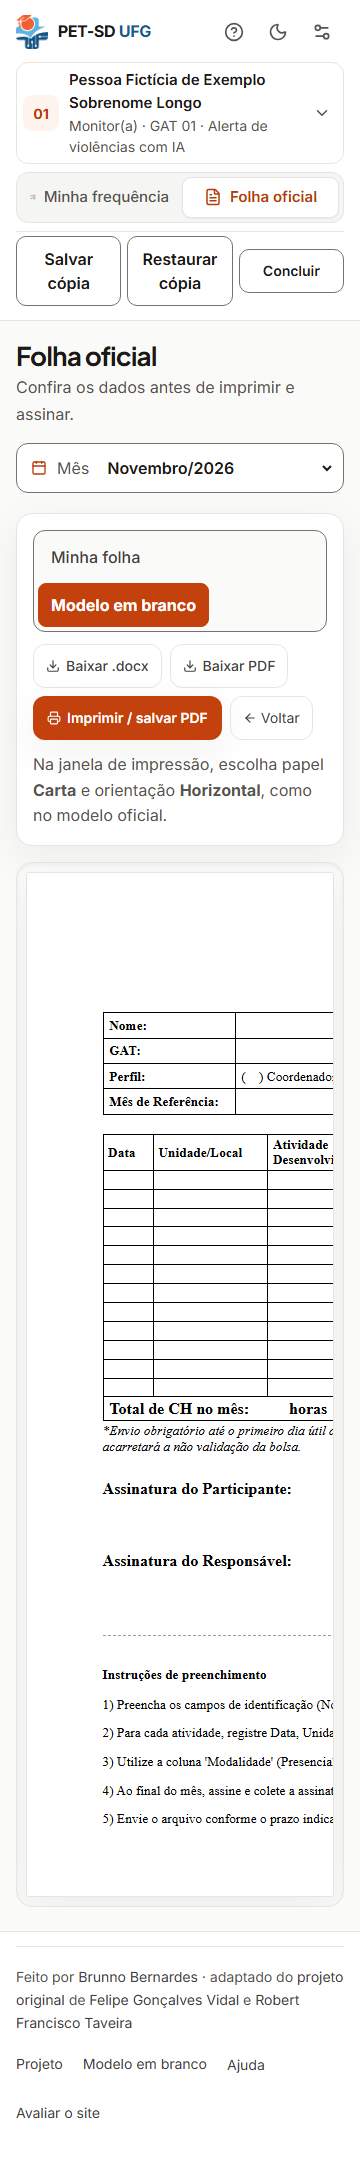 PET-SD UFG
01
Pessoa Fictícia de Exemplo
Sobrenome Longo
Monitor(a) · GAT 01 · Alerta de
violências com IA
Minha frequência
Folha oficial
Salvar
cópia
Restaurar
cópia
Concluir
Folha oficial
Confira os dados antes de imprimir e
assinar.
Mês Novembro/2026
Minha folha
Modelo em branco
Baixar .docx
Baixar PDF
Imprimir / salvar PDF
Voltar
Na janela de impressão, escolha papel
Carta e orientação Horizontal, como
no modelo oficial.
Nome:
GAT:
Perfil: ( ) Coordenado
Mês de Referência:
Data Unidade/Local Atividade
Desenvolvi
Total de CH no mês: horas
*Envio obrigatório até o primeiro dia útil
acarretará a não validação da bolsa.
Assinatura do Participante:
Assinatura do Responsável:
Instruções de preenchimento
1) Preencha os campos de identificação (No
2) Para cada atividade, registre Data, Unida
3) Utilize a coluna 'Modalidade' (Presencia
4) Ao final do mês, assine e colete a assinat
5) Envie o arquivo conforme o prazo indica
Feito por Brunno Bernardes · adaptado do projeto
original de Felipe Gonçalves Vidal e Robert
Francisco Taveira
Projeto Modelo em branco Ajuda
Avaliar o site